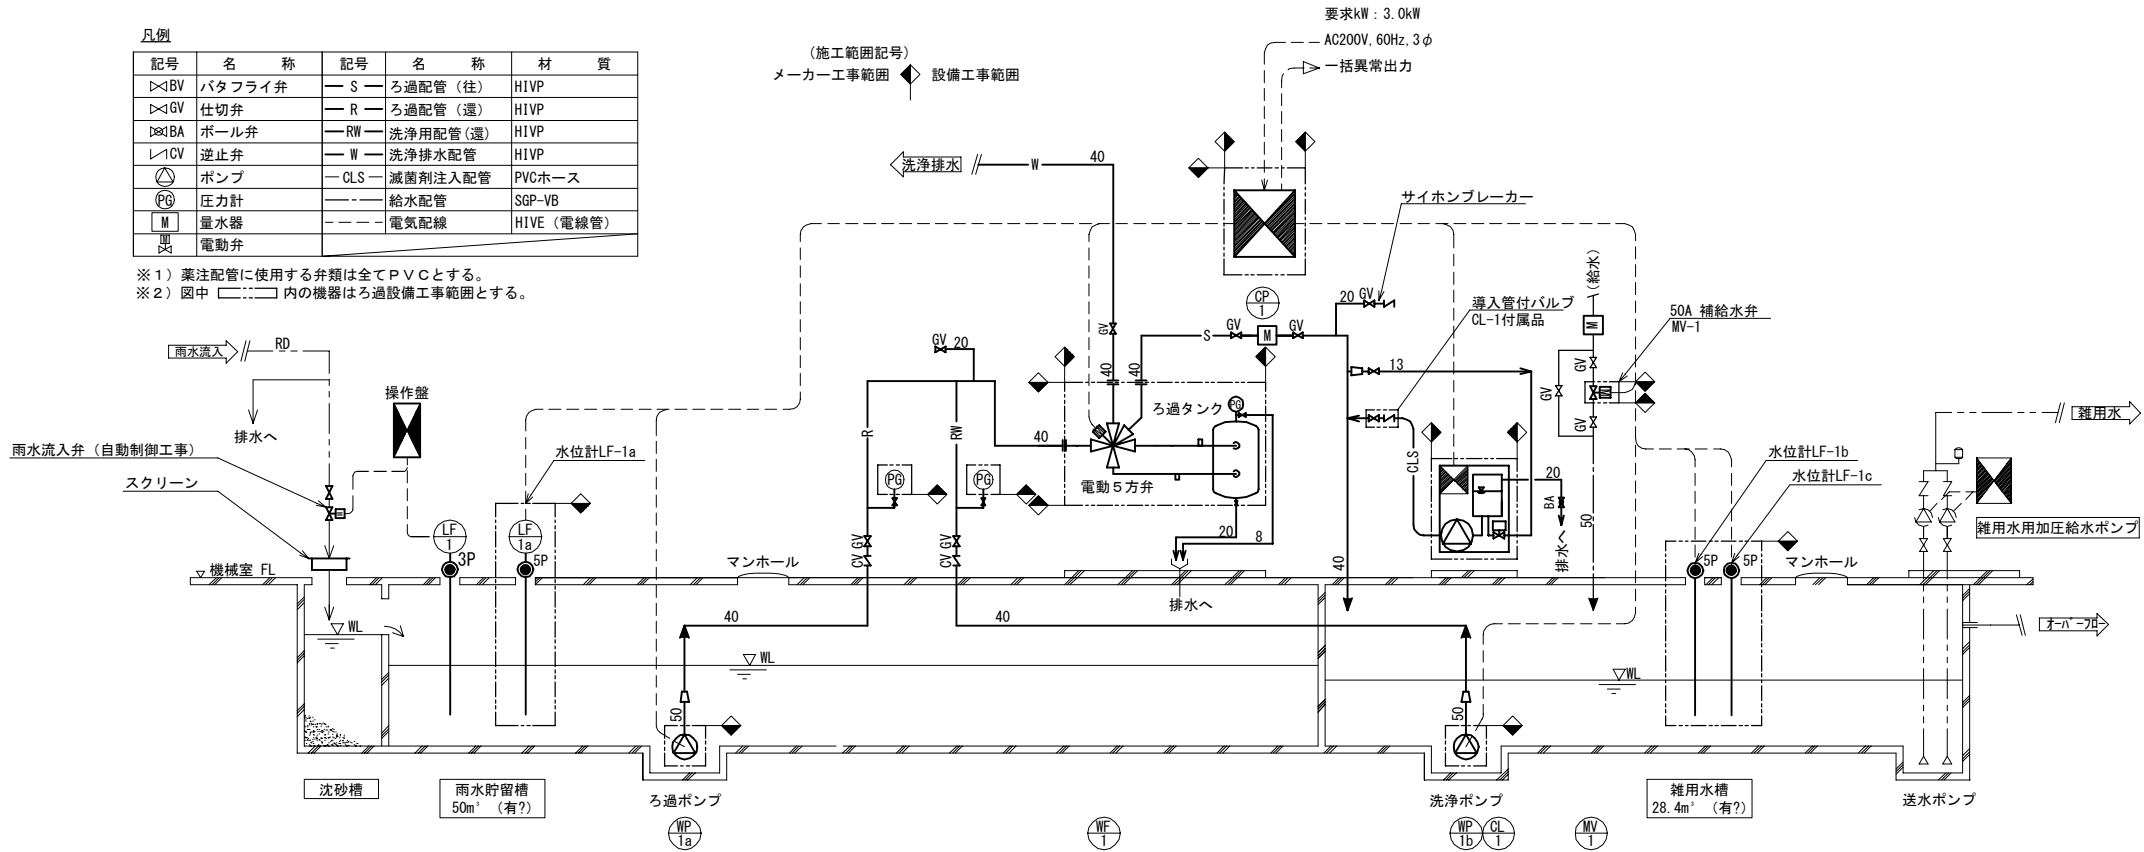 凡例
記号 名 称 記号 名 称 材 質
BV バタフライ弁 S ろ過配管（往） HIVP
GV 仕切弁 R ろ過配管（還） HIVP
BA ボール弁 RW 洗浄用配管(還) HIVP
CV 逆止弁 W 洗浄排水配管 HIVP
ポンプ CLS 滅菌剤注入配管 PVCホース
PG 圧力計 給水配管 SGP-VB
M 量水器 電気配線 HIVE（電線管）
M 電動弁
※１）薬注配管に使用する弁類は全てＰＶＣとする。
※２）図中 内の機器はろ過設備工事範囲とする。
（施工範囲記号）
メーカー工事範囲 設備工事範囲
要求kW：3.0kW
AC200V, 60Hz, 3φ
一括異常出力
洗浄排水
W
40
サイホンブレーカー
20
GV
CP
1
導入管付バルブ
CL-1付属品
（給水）
M
50A 補給水弁
MV-1
雨水流入
RD
排水へ
操作盤
雨水流入弁（自動制御工事）
スクリーン
水位計LF-1a
GV
20
GV
40
40
S
GV
M
GV
13
GV
GV
GV
R
RW
40
ろ過タンク
PG
電動５方弁
PG
PG
CLS
20
BA
排水へ
50
水位計LF-1b
水位計LF-1c
雑用水
雑用水用加圧給水ポンプ
LF
1
3P
LF
1a
5P
CV GV
CV GV
20
8
排水へ
40
5P
5P
機械室 FL
マンホール
マンホール
WL
WL
WL
40
40
オーバーフロー
50
50
沈砂槽
雨水貯留槽
50m³ （有?）
ろ過ポンプ
洗浄ポンプ
雑用水槽
28.4m³ （有?）
送水ポンプ
WP
1a
WF
1
WP
1b
CL
1
MV
1